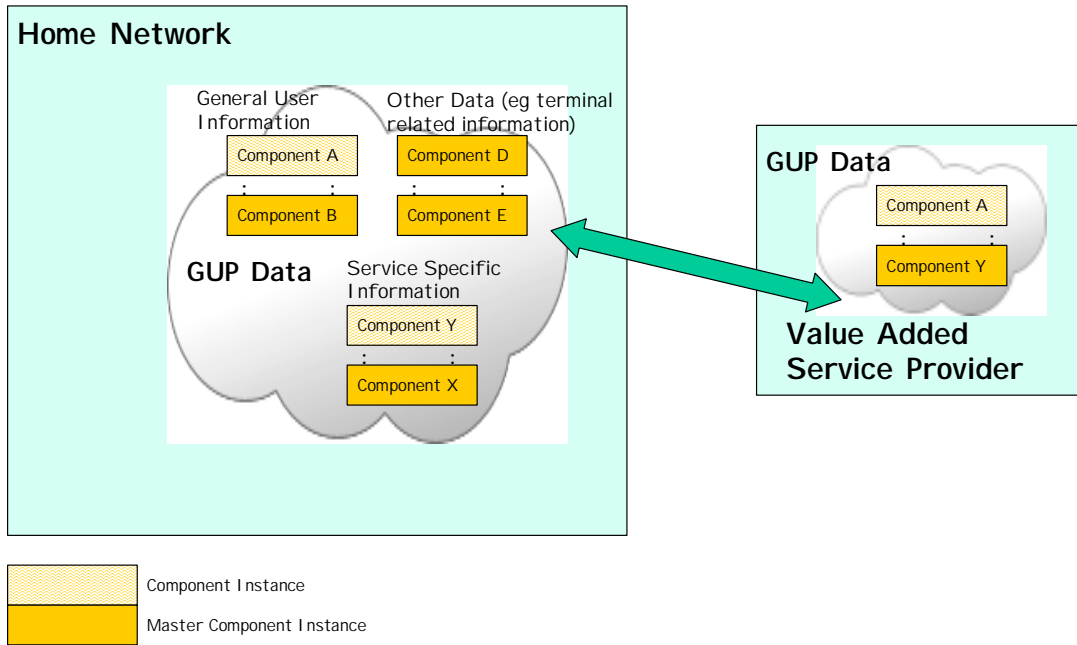 Home Network
General User
Information
Component A
: :
Component B
Other Data (eg terminal
related information)
Component D
: :
Component E
GUP Data
Service Specific
Information
Component Y
: :
Component X
GUP Data
Component A
: :
Component Y
Value Added
Service Provider
Component Instance
Master Component Instance